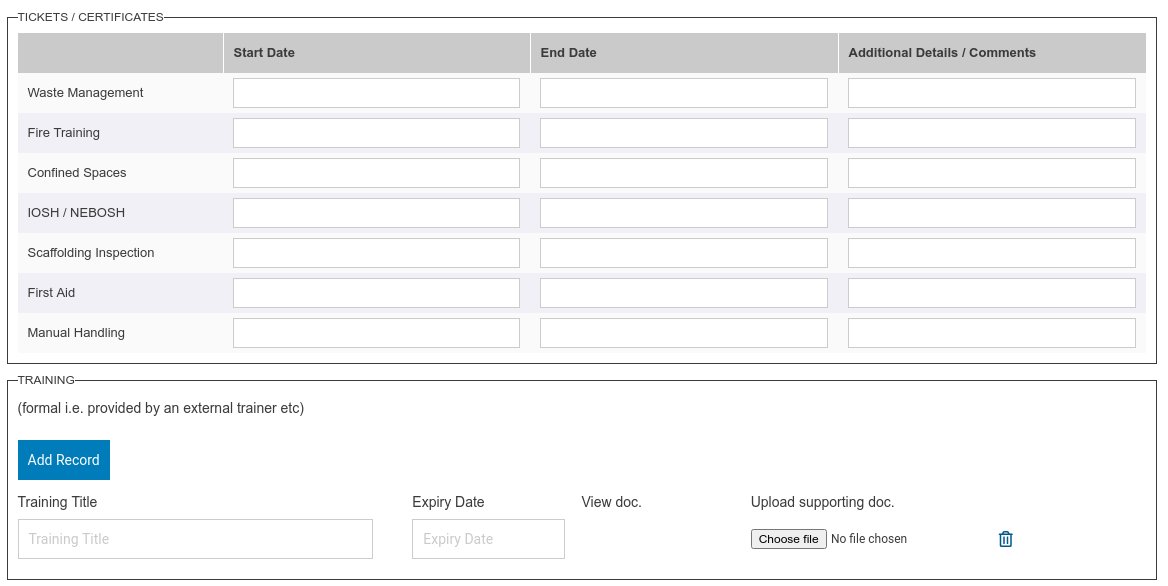 TICKETS / CERTIFICATES
Start Date End Date Additional Details / Comments
Waste Management
Fire Training
Confined Spaces
IOSH / NEBOSH
Scaffolding Inspection
First Aid
Manual Handling
TRAINING
(formal i.e. provided by an external trainer etc)
Add Record
Training Title Expiry Date View doc. Upload supporting doc.
Training Title Expiry Date Choose file No file chosen